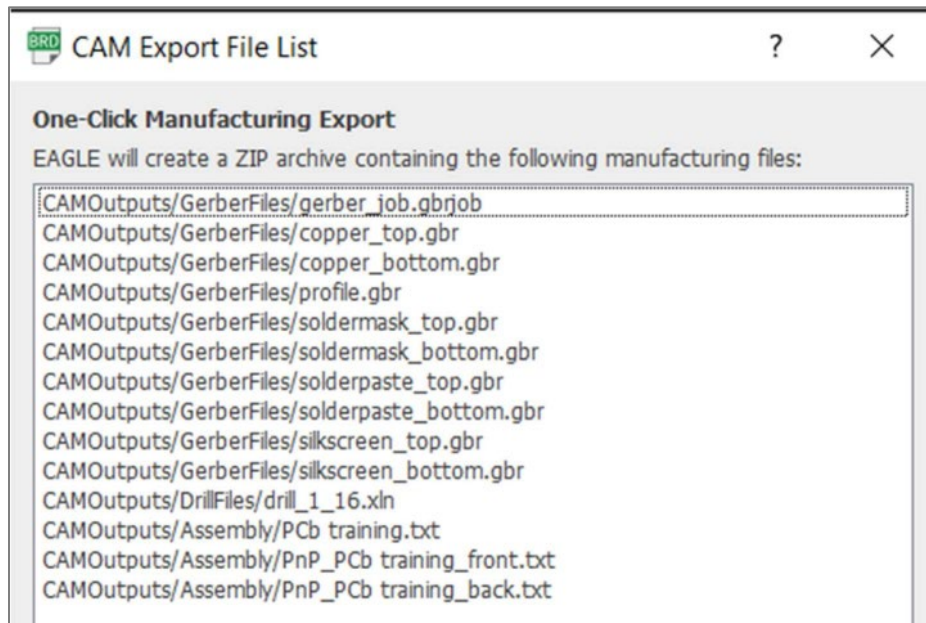 BRD CAM Export File List ?
One-Click Manufacturing Export
EAGLE will create a ZIP archive containing the following manufacturing files:
CAMOutputs/GerberFiles/gerber_job.gbrjob
CAMOutputs/GerberFiles/copper_top.gbr
CAMOutputs/GerberFiles/copper_bottom.gbr
CAMOutputs/GerberFiles/profile.gbr
CAMOutputs/GerberFiles/soldermask_top.gbr
CAMOutputs/GerberFiles/soldermask_bottom.gbr
CAMOutputs/GerberFiles/solderpaste_top.gbr
CAMOutputs/GerberFiles/solderpaste_bottom.gbr
CAMOutputs/GerberFiles/silkscreen_top.gbr
CAMOutputs/GerberFiles/silkscreen_bottom.gbr
CAMOutputs/DrillFiles/drill_1_16.xln
CAMOutputs/Assembly/PCb training.txt
CAMOutputs/Assembly/PnP_PCb training_front.txt
CAMOutputs/Assembly/PnP_PCb training_back.txt